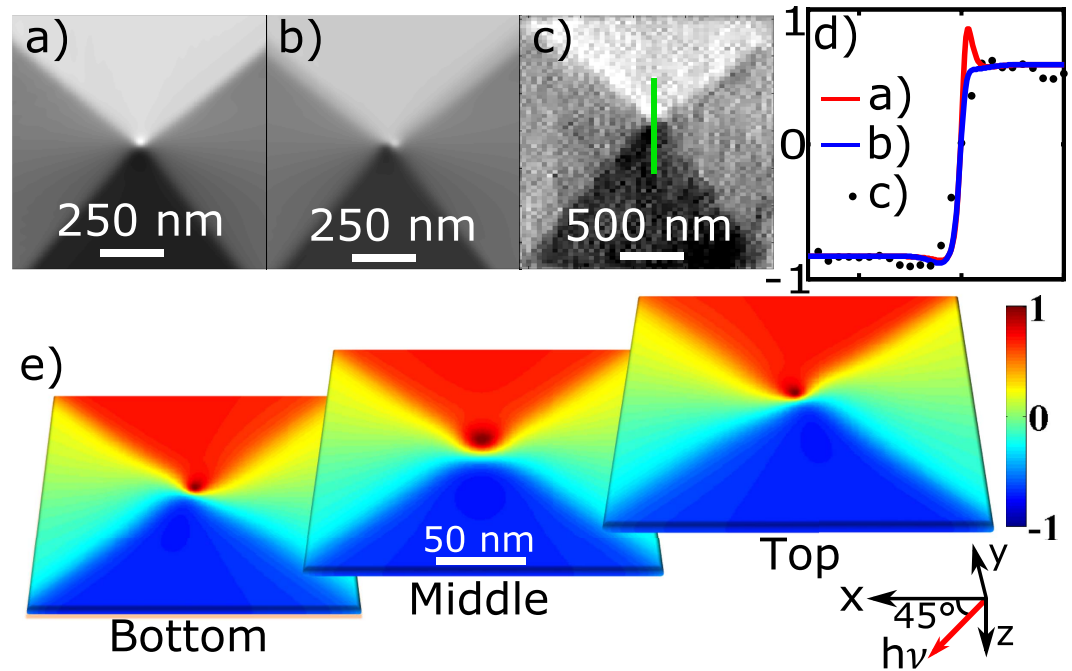 a)
250 nm
b)
250 nm
c)
500 nm
1
0
-1
d)
a)
b)
c)
e)
Bottom
50 nm
Middle
Top
1
0
-1
y
x
45°
z
hν